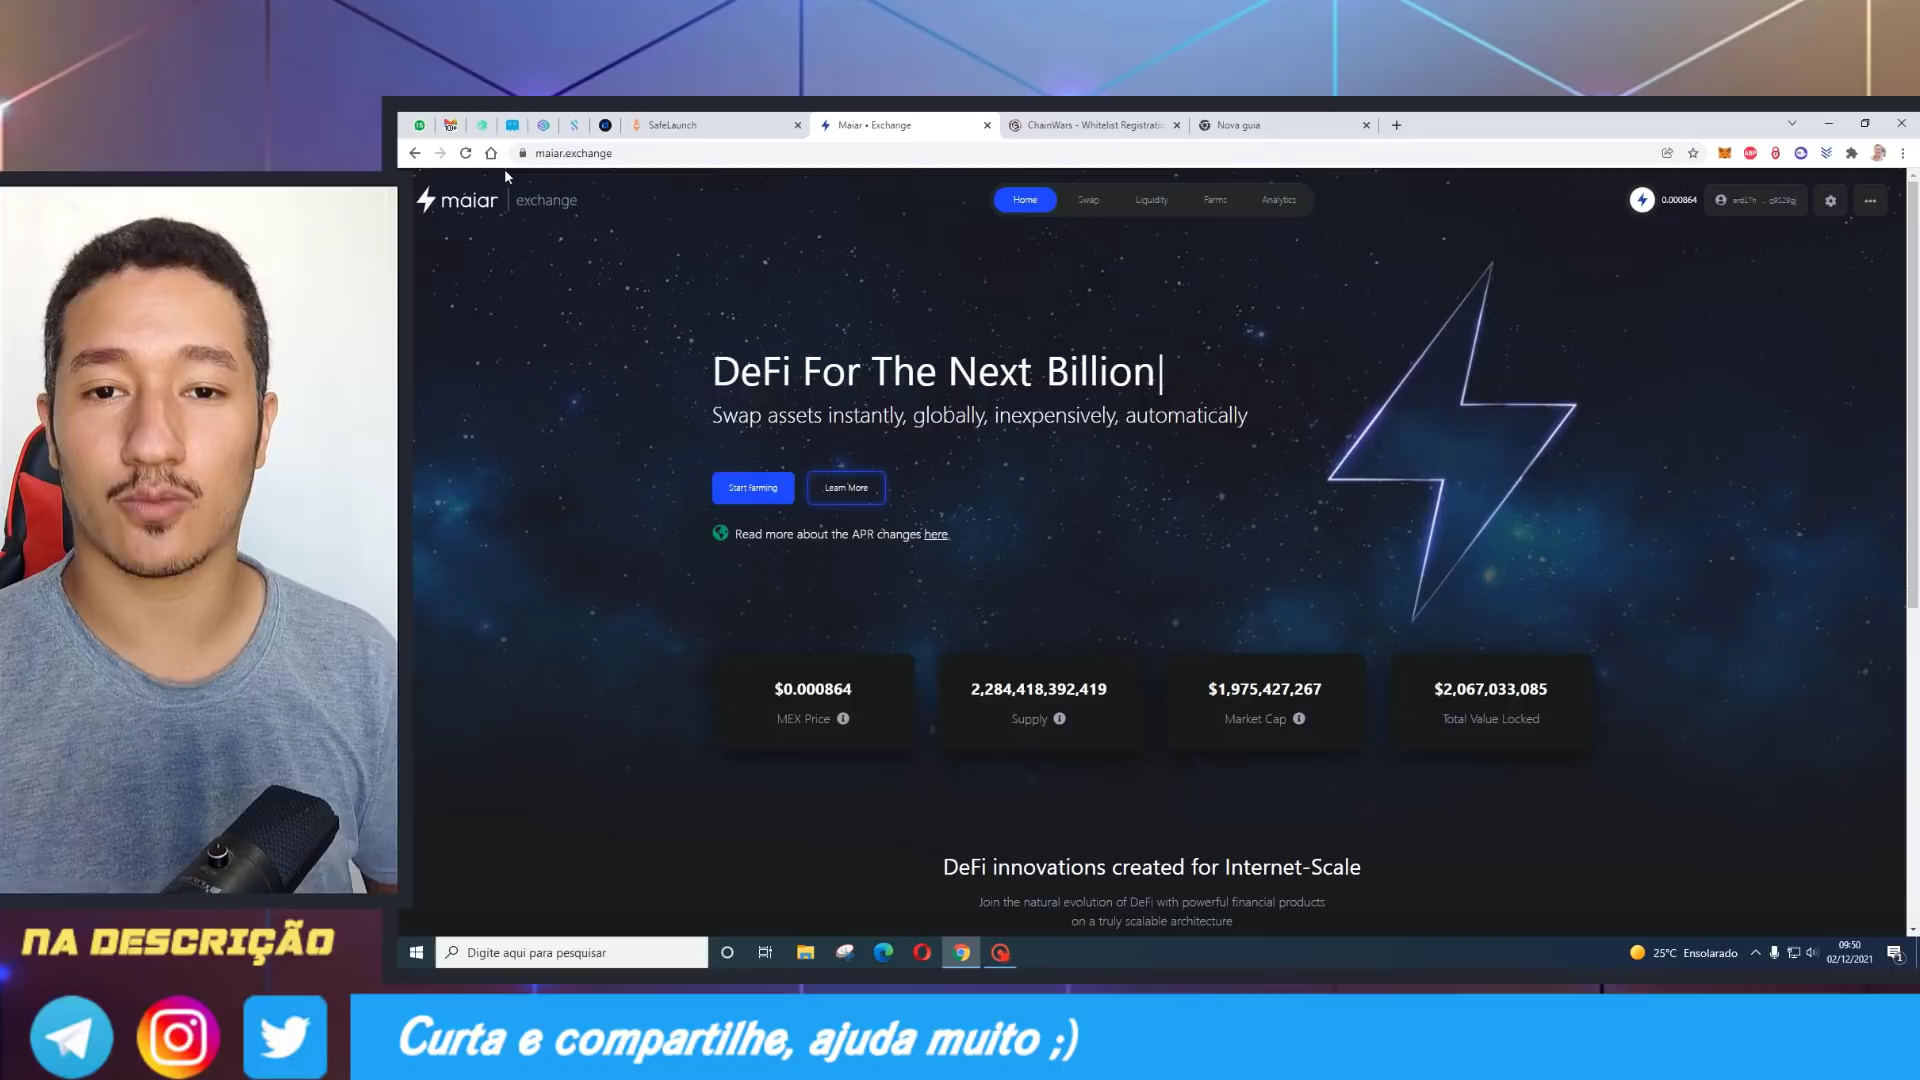 SafeLaunch
Maiar • Exchange
ChainWars - Whitelist Registratio
Nova guia
maiar.exchange
maiar exchange
Home
Swap
Liquidity
Farms
Analytics
0.000864
DeFi For The Next Billion
Swap assets instantly, globally, inexpensively, automatically
Start farming
Learn More
Read more about the APR changes here
$0.000864
MEX Price
2,284,418,392,419
Supply
$1,975,427,267
Market Cap
$2,067,033,085
Total Value Locked
DeFi innovations created for Internet-Scale
Join the natural evolution of DeFi with powerful financial products
on a truly scalable architecture
Digite aqui para pesquisar
25°C Ensolarado
09:50
02/12/2021
NA DESCRIÇÃO
Curta e compartilhe, ajuda muito ;)